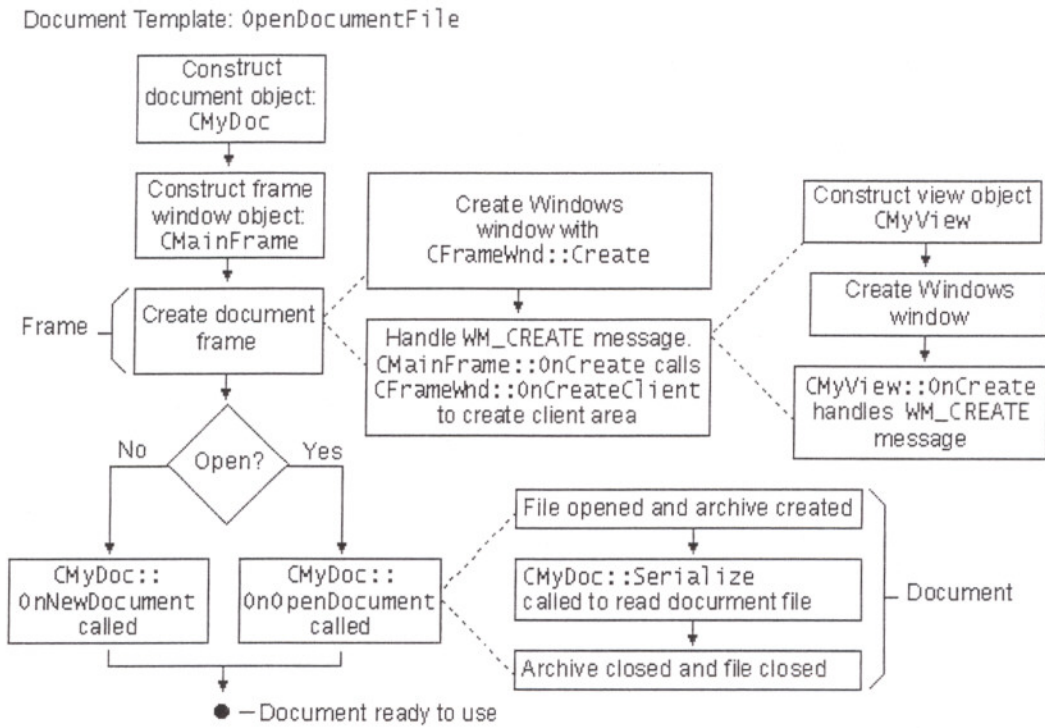 Document Template: OpenDocumentFile
Construct
document object:
CMyDoc
Construct frame
window object:
CMainFrame
Frame
Create document
frame
Create Windows
window with
CFrameWnd::Create
Handle WM_CREATE message.
CMainFrame::OnCreate calls
CFrameWnd::OnCreateClient
to create client area
Construct view object
CMyView
Create Windows
window
CMyView::OnCreate
handles WM_CREATE
message
No
Open?
Yes
CMyDoc::
OnNewDocument
called
CMyDoc::
OnOpenDocument
called
File opened and archive created
CMyDoc::Serialize
called to read docurment file
Archive closed and file closed
Document
Document ready to use